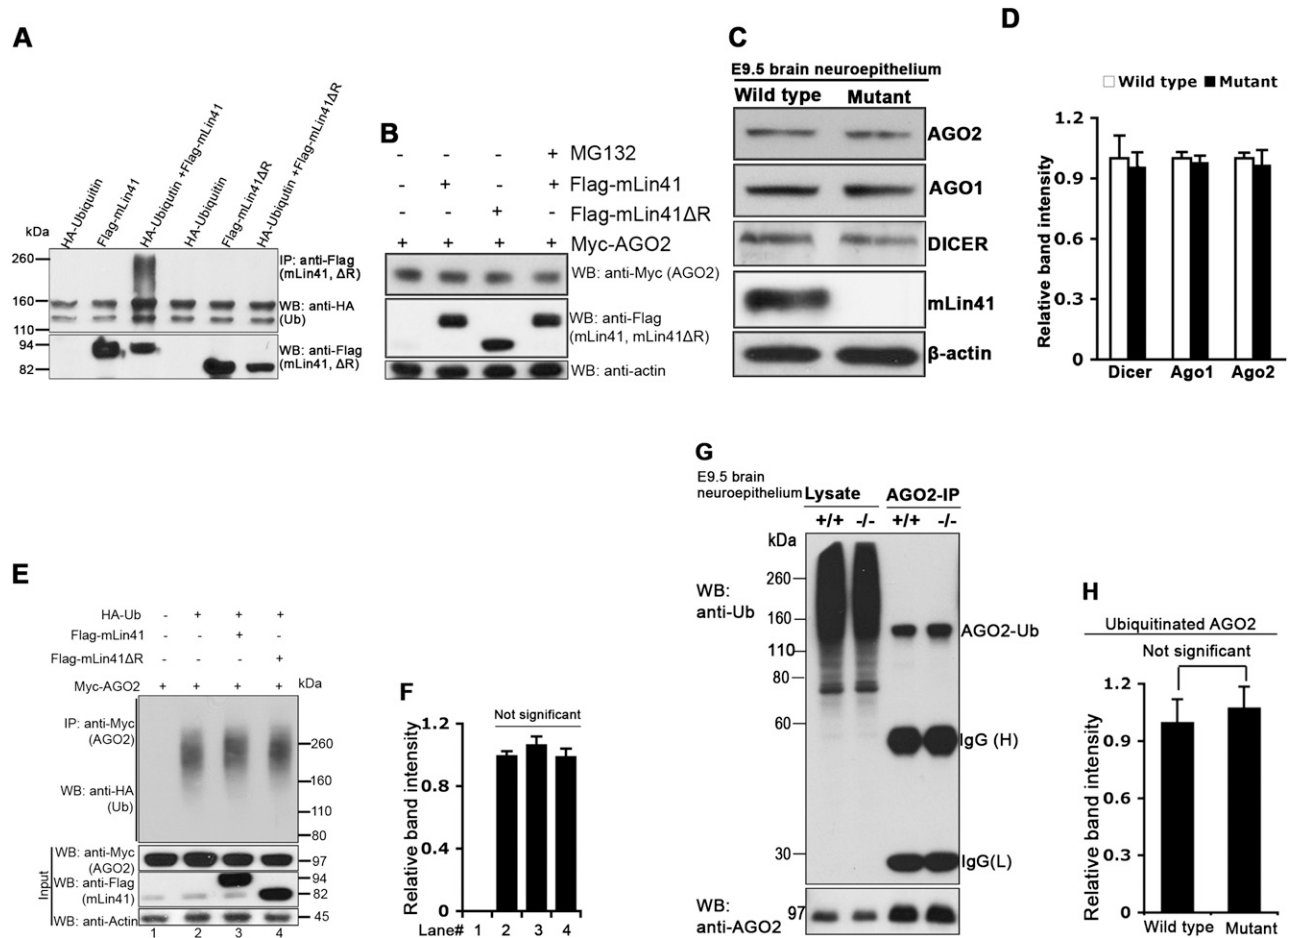 A
HA-Ubiquitin
Flag-mLin41
HA-Ubiqutin +Flag-mLin41
HA-Ubiquitin
Flag-mLin41ΔR
HA-Ubiqutin +Flag-mLin41ΔR
kDa
260
160
110
94
82
IP: anti-Flag
(mLin41, ΔR)
WB: anti-HA
(Ub)
WB: anti-Flag
(mLin41, ΔR)
B
- - - + MG132
- + - + Flag-mLin41
- - + - Flag-mLin41ΔR
+ + + + Myc-AGO2
WB: anti-Myc (AGO2)
WB: anti-Flag
(mLin41, mLin41ΔR)
WB: anti-actin
C
E9.5 brain neuroepithelium
Wild type Mutant
AGO2
AGO1
DICER
mLin41
β-actin
D
Wild type Mutant
Relative band intensity
1.2
0.9
0.6
0.3
0
Dicer Ago1 Ago2
E
HA-Ub - + + +
Flag-mLin41 - - + -
Flag-mLin41ΔR - - - +
Myc-AGO2 + + + + kDa
IP: anti-Myc
(AGO2)
WB: anti-HA
(Ub)
260
160
110
80
Input
WB: anti-Myc
(AGO2)
97
WB: anti-Flag
(mLin41)
94
82
WB: anti-Actin
45
1 2 3 4
F
Not significant
Relative band intensity
1.2
0.8
0.4
0
Lane# 1 2 3 4
G
E9.5 brain
neuroepithelium
Lysate AGO2-IP
+/+ -/- +/+ -/-
kDa
WB:
anti-Ub
260
160
110
80
60
30
AGO2-Ub
IgG (H)
IgG(L)
WB:
anti-AGO2
97
H
Ubiquitinated AGO2
Not significant
Relative band intensity
1.2
0.9
0.6
0.3
0
Wild type Mutant